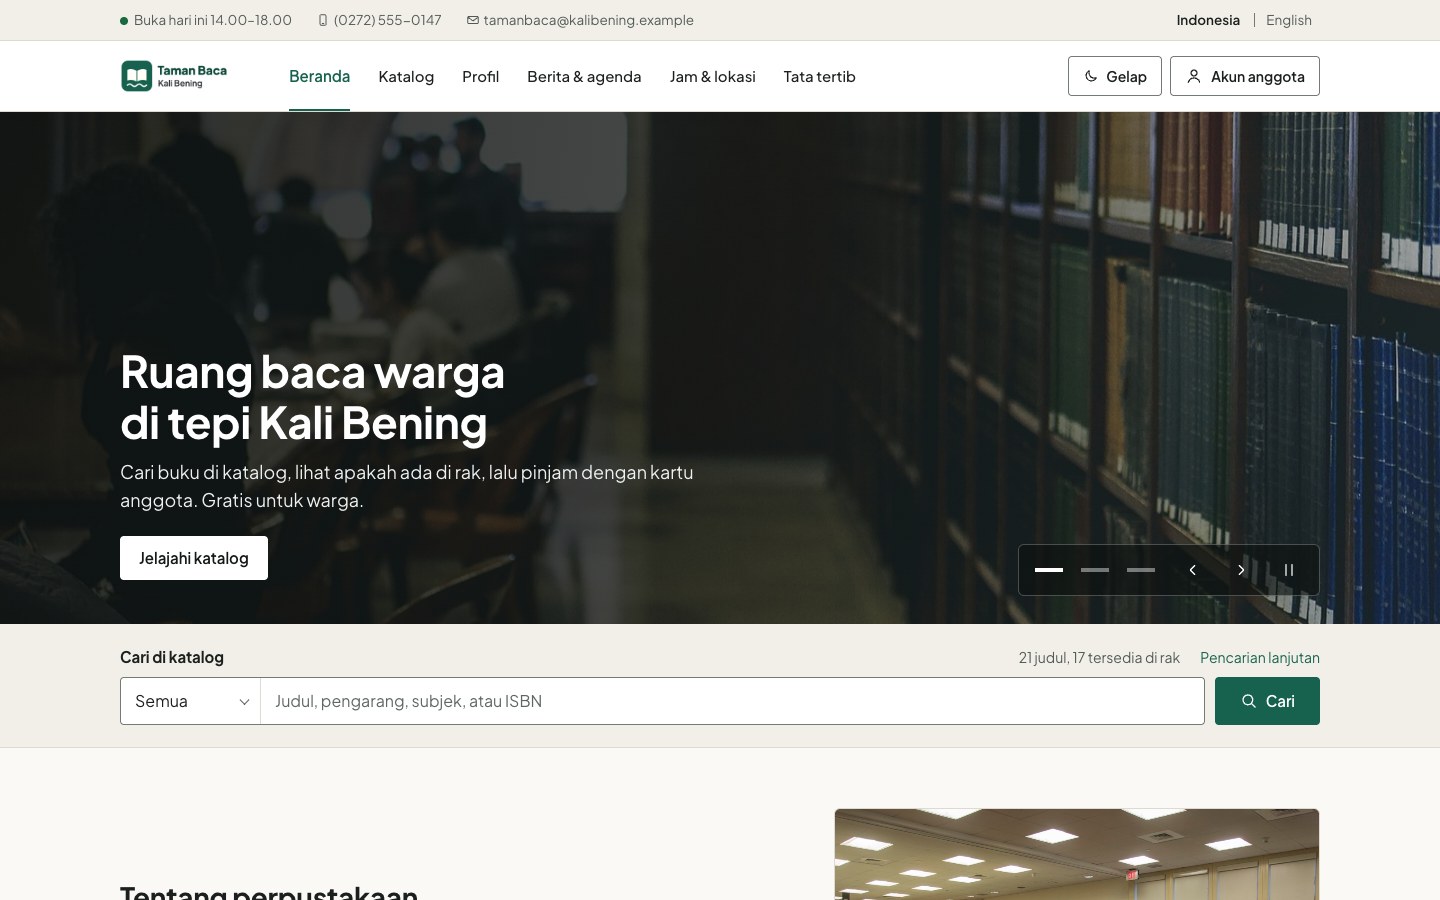 Buka hari ini 14.00–18.00
(0272) 555-0147
tamanbaca@kalibening.example
Indonesia
English
Taman Baca
Kali Bening
Beranda
Katalog
Profil
Berita & agenda
Jam & lokasi
Tata tertib
Gelap
Akun anggota
Ruang baca warga
di tepi Kali Bening
Cari buku di katalog, lihat apakah ada di rak, lalu pinjam dengan kartu
anggota. Gratis untuk warga.
Jelajahi katalog
Cari di katalog
21 judul, 17 tersedia di rak
Pencarian lanjutan
Semua
Judul, pengarang, subjek, atau ISBN
Cari
Tentang perpustakaan